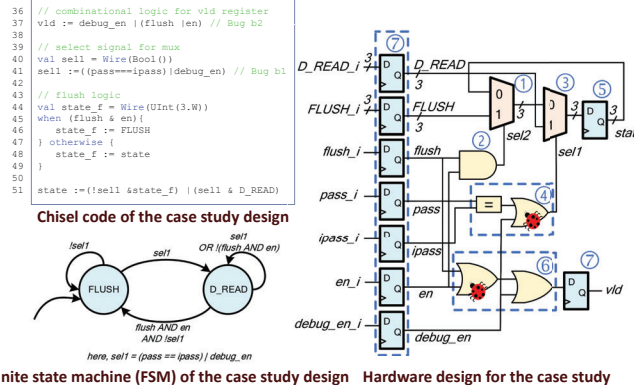 36 // combinational logic for vld register
37 vld := debug_en |(flush |en) // Bug b2
38
39 // select signal for mux
40 val sel1 = Wire(Bool())
41 sel1 :=((pass===ipass)|debug_en) // Bug b1
42
43 // flush logic
44 val state_f = Wire(UInt(3.W))
45 when (flush & en){
46 state_f := FLUSH
47 } otherwise {
48 state_f := state
49 }
50
51 state :=(!sel1 &state_f) |(sel1 & D_READ)
Chisel code of the case study design
!sel1
sel1
sel1
OR !(flush AND en)
FLUSH
D_READ
flush AND en
AND !sel1
here, sel1 = (pass == ipass) | debug_en
nite state machine (FSM) of the case study design
⑦
D_READ_i 3 D Q D_READ 3
FLUSH_i 3 D Q FLUSH 3
flush_i D Q flush
pass_i D Q pass
ipass_i D Q ipass
en_i D Q en
debug_en_i D Q debug_en
0 1 ① 3
② sel2
③ 1 3 sel1
⑤ D Q 3 stat
= ④
⑥
⑦ D Q vld
Hardware design for the case study